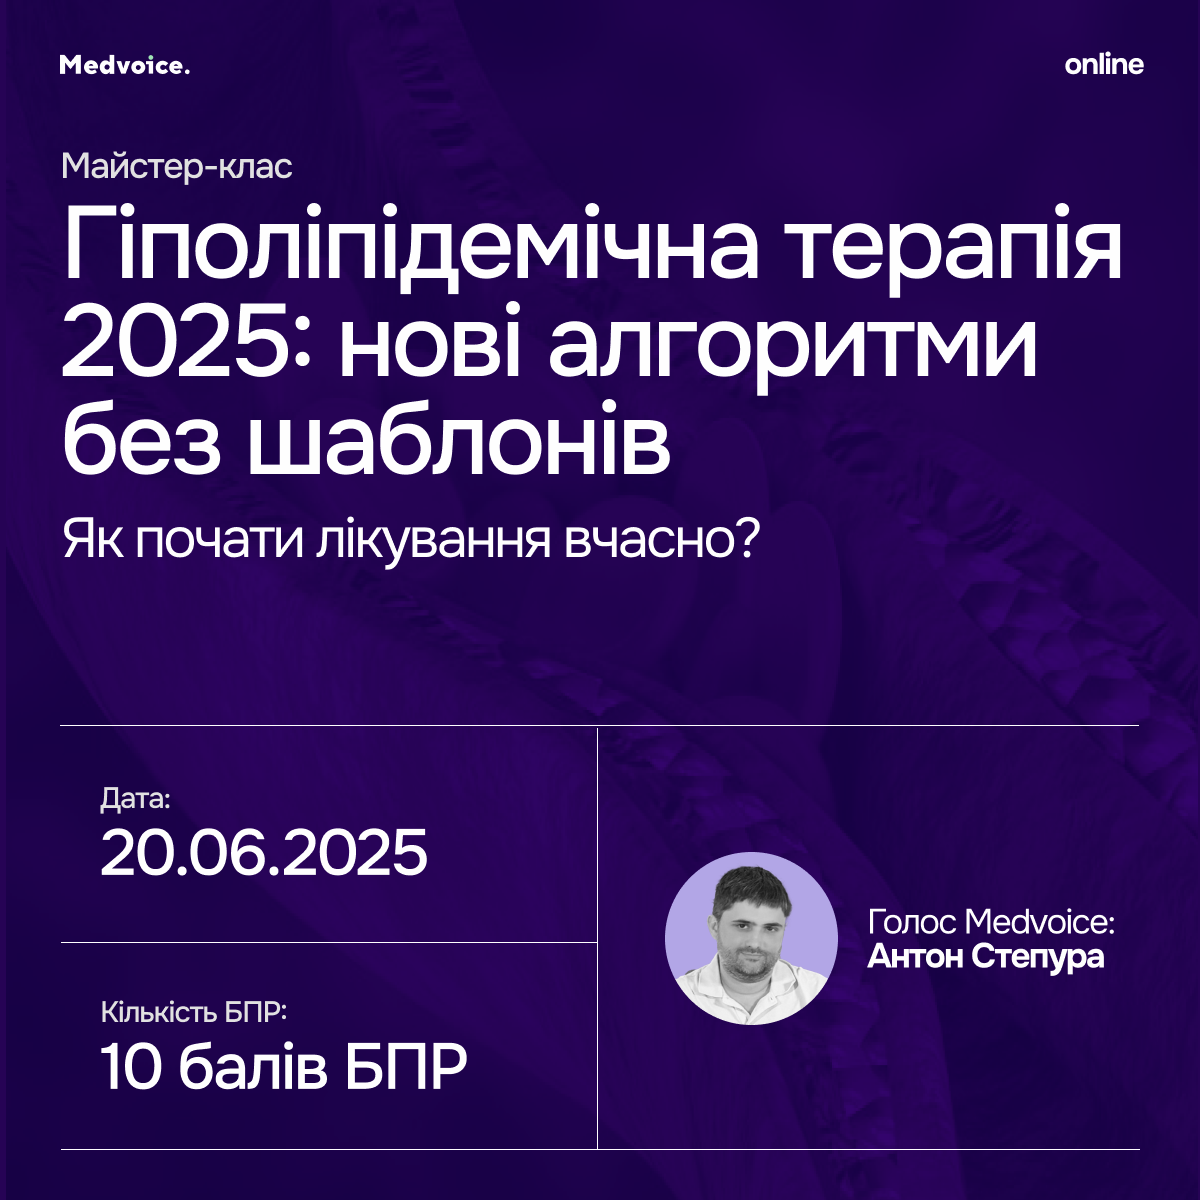 Medvoice.
online
Майстер-клас
Гіполіпідемічна терапія
2025: нові алгоритми
без шаблонів
Як почати лікування вчасно?
Дата:
20.06.2025
Кількість БПР:
10 балів БПР
Голос Medvoice:
Антон Степура